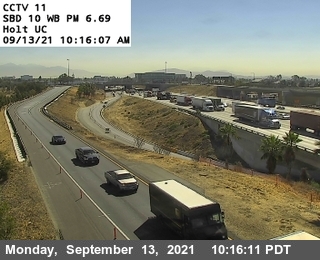 CCTV 11
SBD 10 WB PM 6.69
Holt UC
09/13/21 10:16:07 AM
Monday, September 13, 2021 10:16:11 PDT